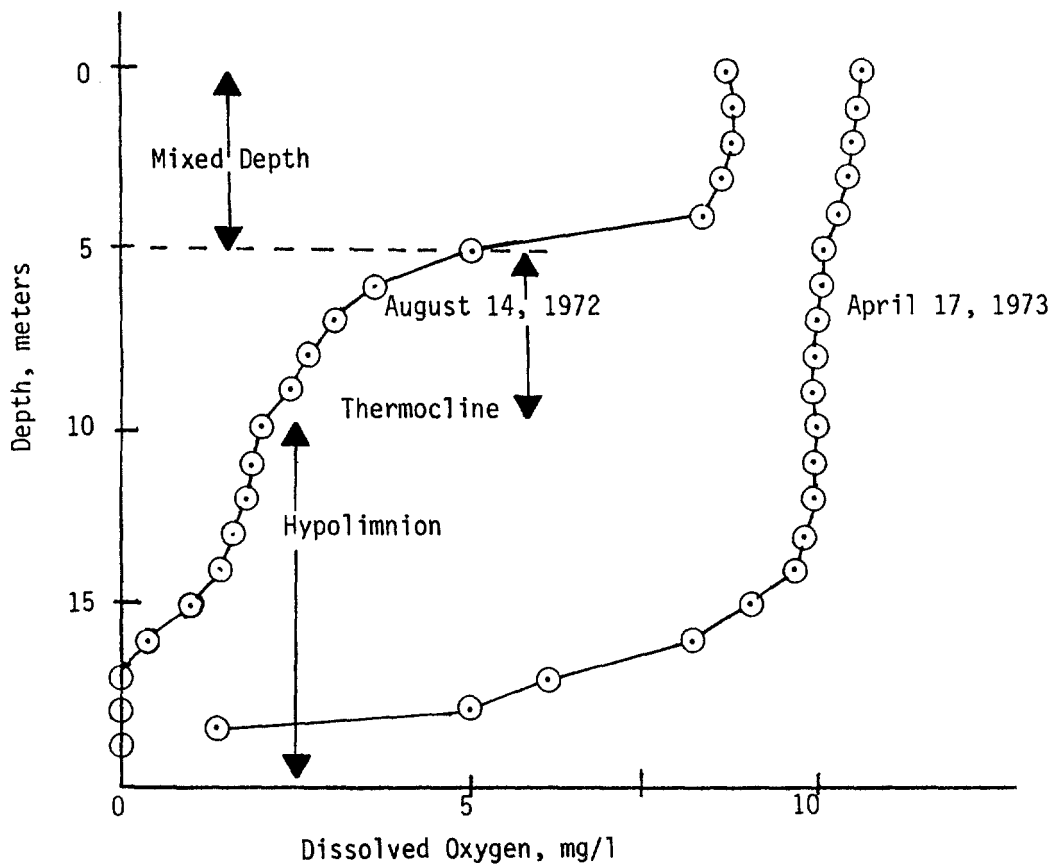 0
Mixed Depth
5
August 14, 1972
April 17, 1973
Depth, meters
Thermocline
10
Hypolimnion
15
0
5
10
Dissolved Oxygen, mg/l